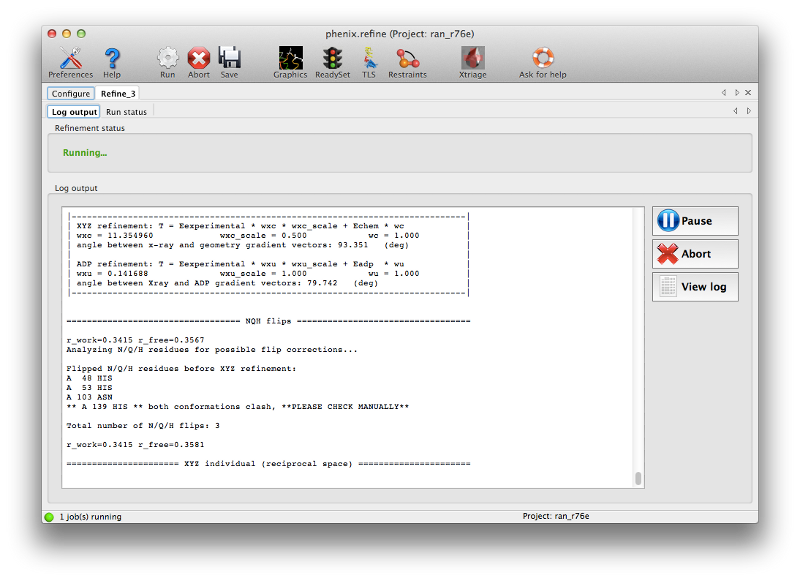 phenix.refine (Project: ran_r76e)
Preferences Help Run Abort Save Graphics ReadySet TLS Restraints Xtriage Ask for help
Configure Refine_3
Log output Run status
Refinement status
Running...
Log output
|-----------------------------------------------------------------------------|
| XYZ refinement: T = Eexperimental * wxc * wxc_scale + Echem * wc |
| wxc = 11.354960 wxc_scale = 0.500 wc = 1.000 |
| angle between x-ray and geometry gradient vectors: 93.351 (deg) |
| |
| ADP refinement: T = Eexperimental * wxu * wxu_scale + Eadp * wu |
| wxu = 0.141688 wxu_scale = 1.000 wu = 1.000 |
| angle between Xray and ADP gradient vectors: 79.742 (deg) |
|-----------------------------------------------------------------------------|
================================== NQH flips ==================================
r_work=0.3415 r_free=0.3567
Analyzing N/Q/H residues for possible flip corrections...
Flipped N/Q/H residues before XYZ refinement:
A 48 HIS
A 53 HIS
A 103 ASN
** A 139 HIS ** both conformations clash, **PLEASE CHECK MANUALLY**
Total number of N/Q/H flips: 3
r_work=0.3415 r_free=0.3581
====================== XYZ individual (reciprocal space) ======================
Pause
Abort
View log
1 job(s) running Project: ran_r76e